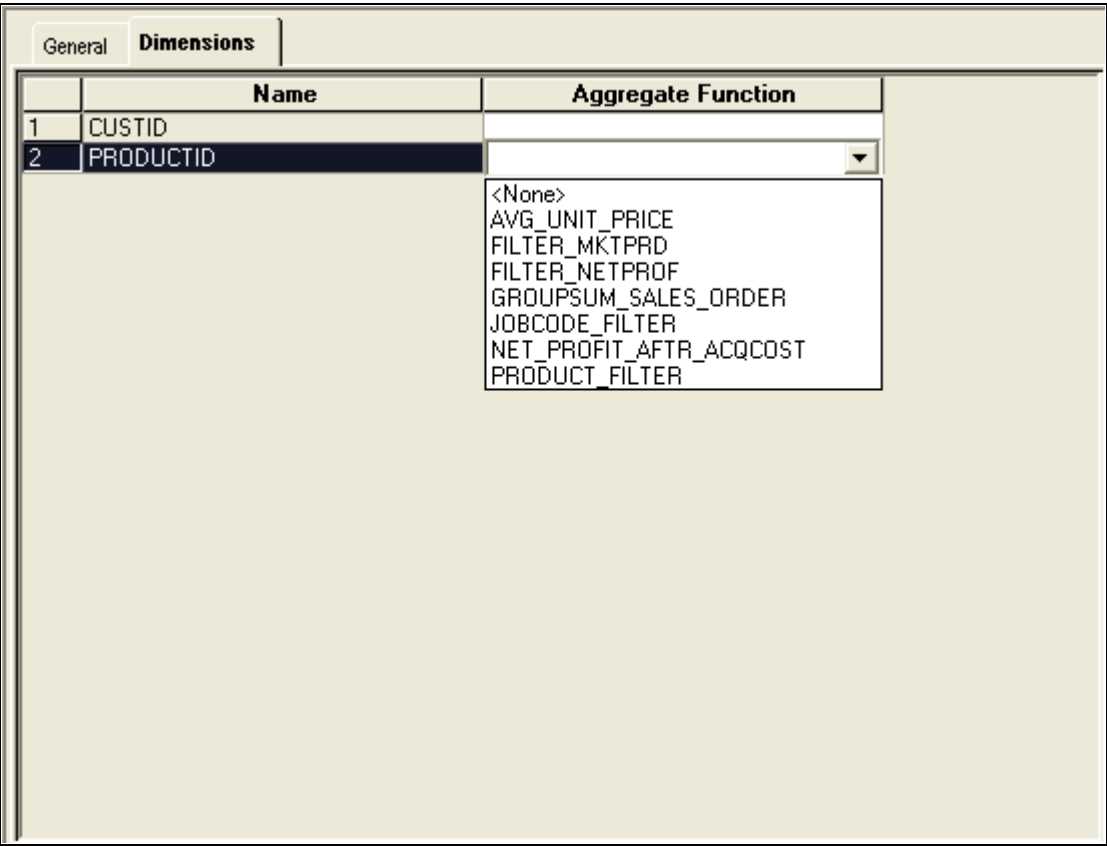 General Dimensions
Name Aggregate Function
1 CUSTID
2 PRODUCTID
<None>
AVG_UNIT_PRICE
FILTER_MKTPRD
FILTER_NETPROF
GROUPSUM_SALES_ORDER
JOBCODE_FILTER
NET_PROFIT_AFTR_ACQCOST
PRODUCT_FILTER